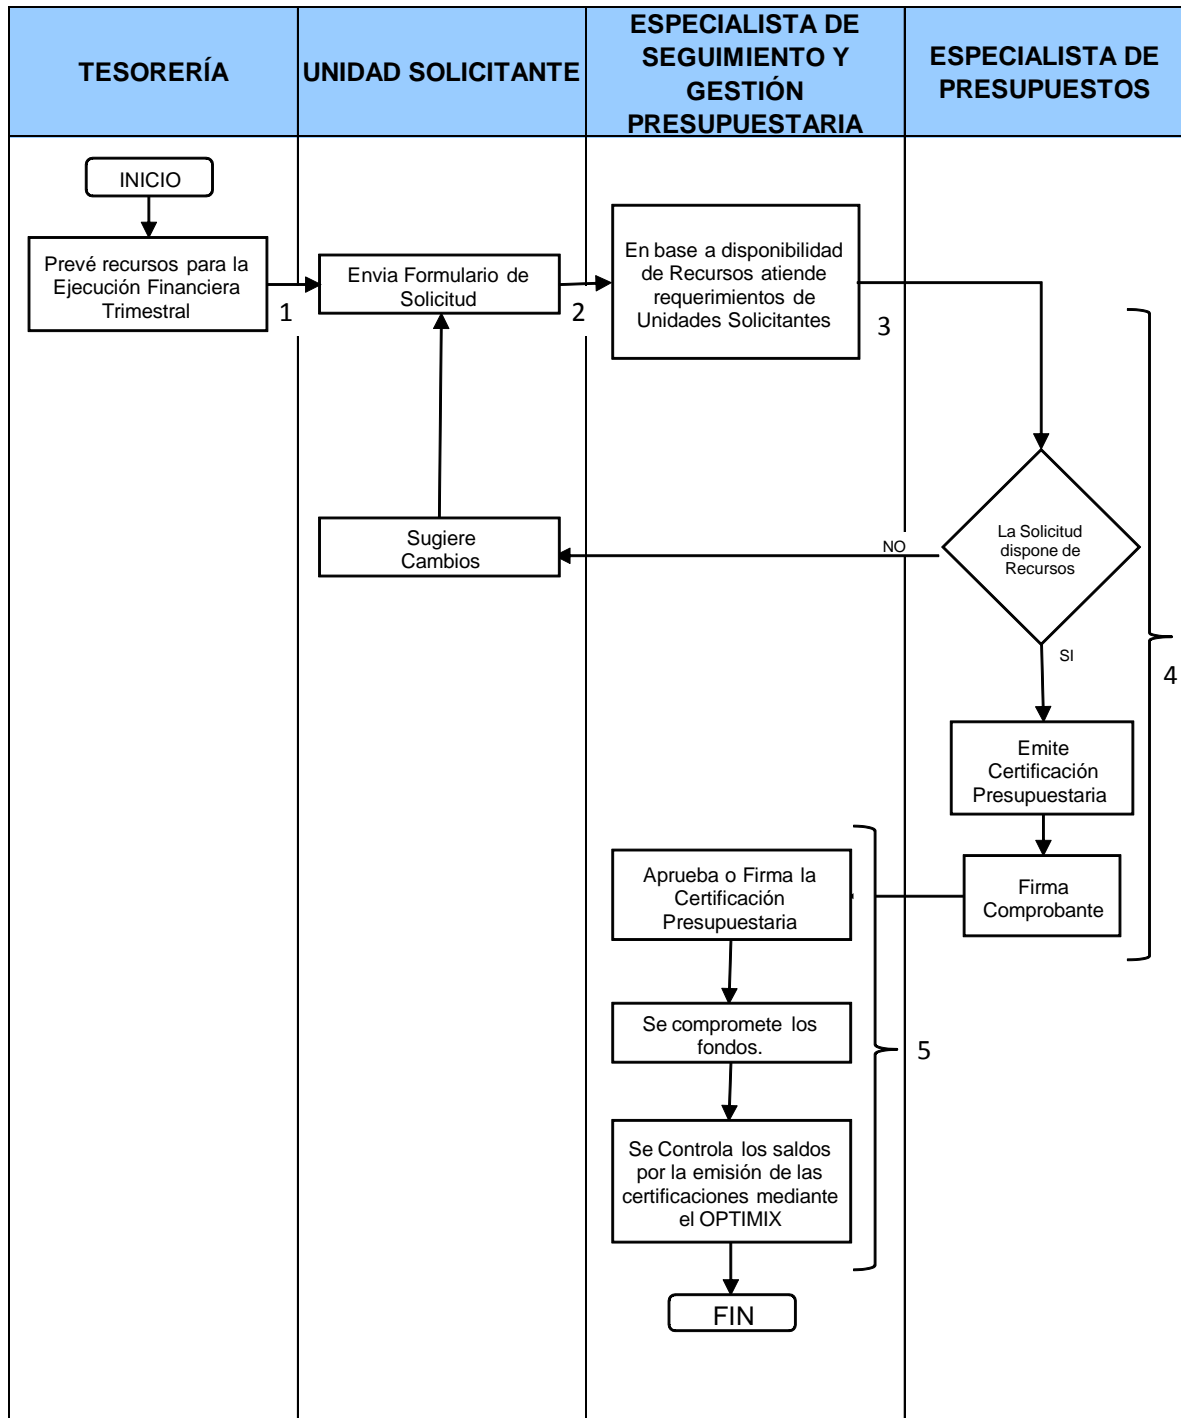 TESORERÍA
UNIDAD SOLICITANTE
ESPECIALISTA DE
SEGUIMIENTO Y
GESTIÓN
PRESUPUESTARIA
ESPECIALISTA DE
PRESUPUESTOS
INICIO
Prevé recursos para la
Ejecución Financiera
Trimestral
1
Envia Formulario de
Solicitud
2
En base a disponibilidad
de Recursos atiende
requerimientos de
Unidades Solicitantes
3
La Solicitud
dispone de
Recursos
NO
Sugiere
Cambios
SI
4
Emite
Certificación
Presupuestaria
Firma
Comprobante
Aprueba o Firma la
Certificación
Presupuestaria
Se compromete los
fondos.
5
Se Controla los saldos
por la emisión de las
certificaciones mediante
el OPTIMIX
FIN